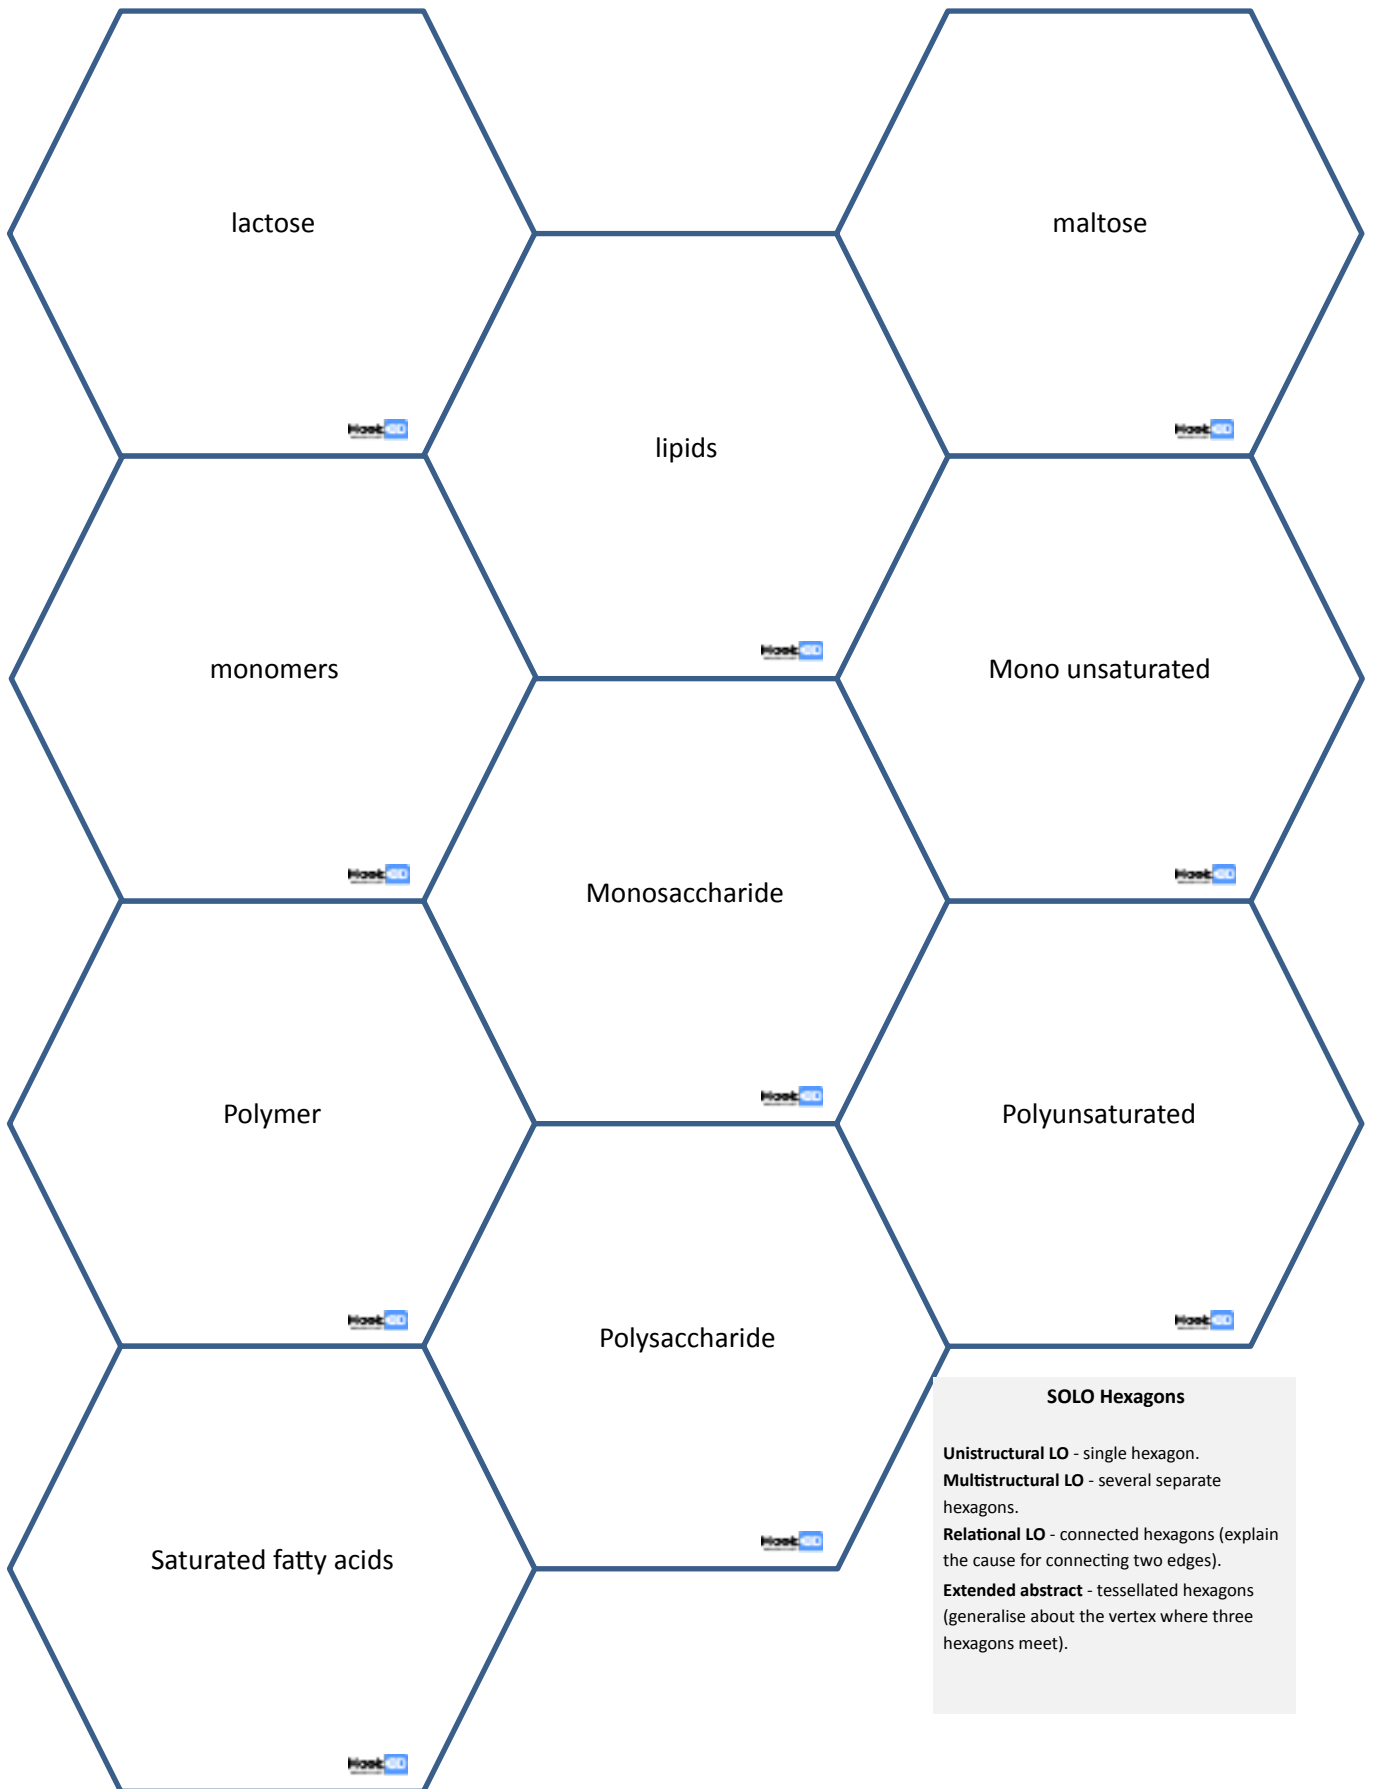 lactose
maltose
lipids
monomers
Mono unsaturated
Monosaccharide
Polymer
Polyunsaturated
Polysaccharide
Saturated fatty acids
SOLO Hexagons
Unistructural LO - single hexagon.
Multistructural LO - several separate
hexagons.
Relational LO - connected hexagons (explain
the cause for connecting two edges).
Extended abstract - tessellated hexagons
(generalise about the vertex where three
hexagons meet).